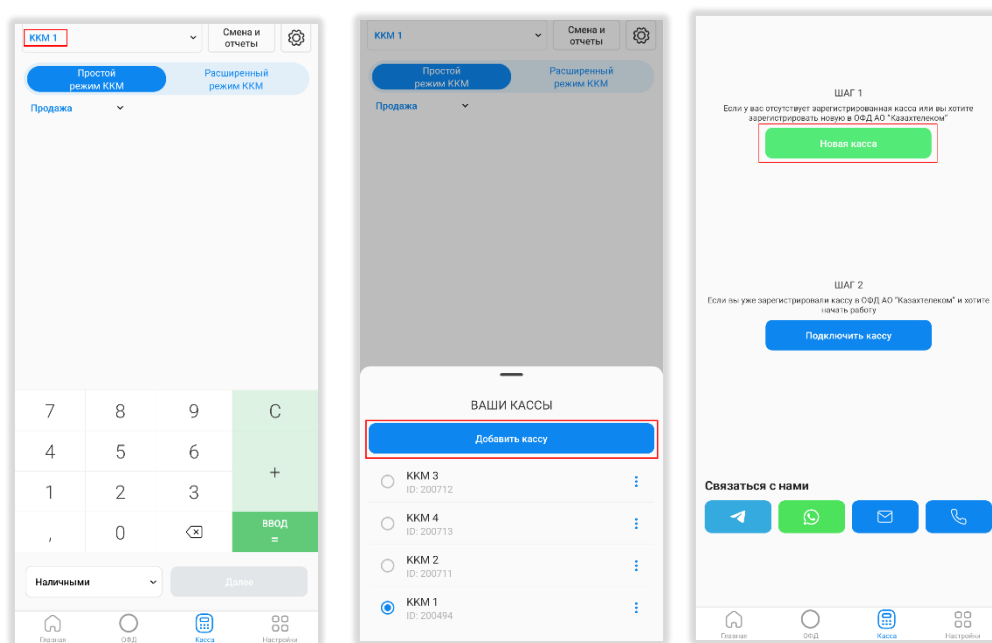 ККМ 1
Смена и
отчеты
Простой
режим ККМ
Расширенный
режим ККМ
Продажа
7 8 9 C
4 5 6
+
1 2 3
, 0
ВВОД
=
Наличными
Далее
Главная ОФД Касса Настройки
ККМ 1
Смена и
отчеты
Простой
режим ККМ
Расширенный
режим ККМ
Продажа
ВАШИ КАССЫ
Добавить кассу
ККМ 3
ID: 200712
ККМ 4
ID: 200713
ККМ 2
ID: 200711
ККМ 1
ID: 200494
ШАГ 1
Если у вас отсутствует зарегистрированная касса или вы хотите
зарегистрировать новую в ОФД АО "Казахтелеком"
Новая касса
ШАГ 2
Если вы уже зарегистрировали кассу в ОФД АО "Казахтелеком" и хотите
начать работу
Подключить кассу
Связаться с нами
Главная ОФД Касса Настройки